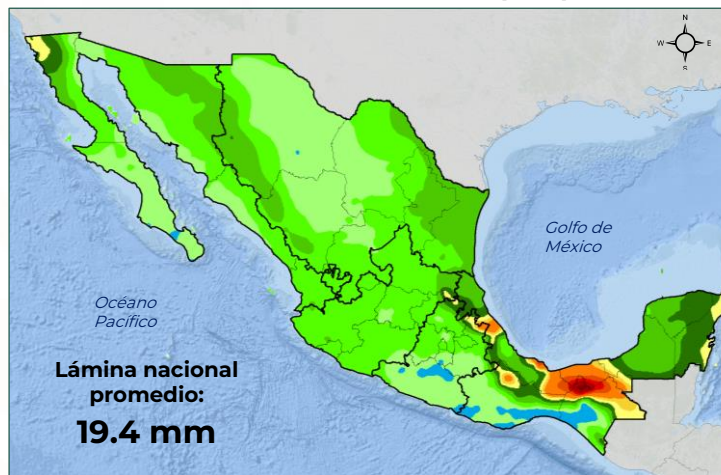 N
W
E
S
Golfo de
México
Océano
Pacífico
Lámina nacional
promedio:
19.4 mm